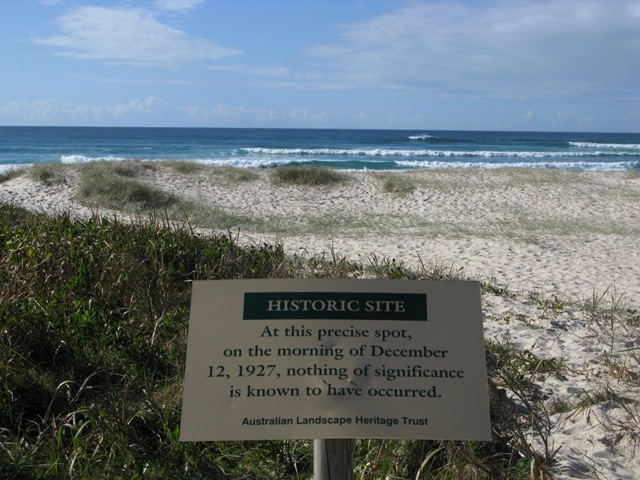 HISTORIC SITE
At this precise spot,
on the morning of December
12, 1927, nothing of significance
is known to have occurred.
Australian Landscape Heritage Trust